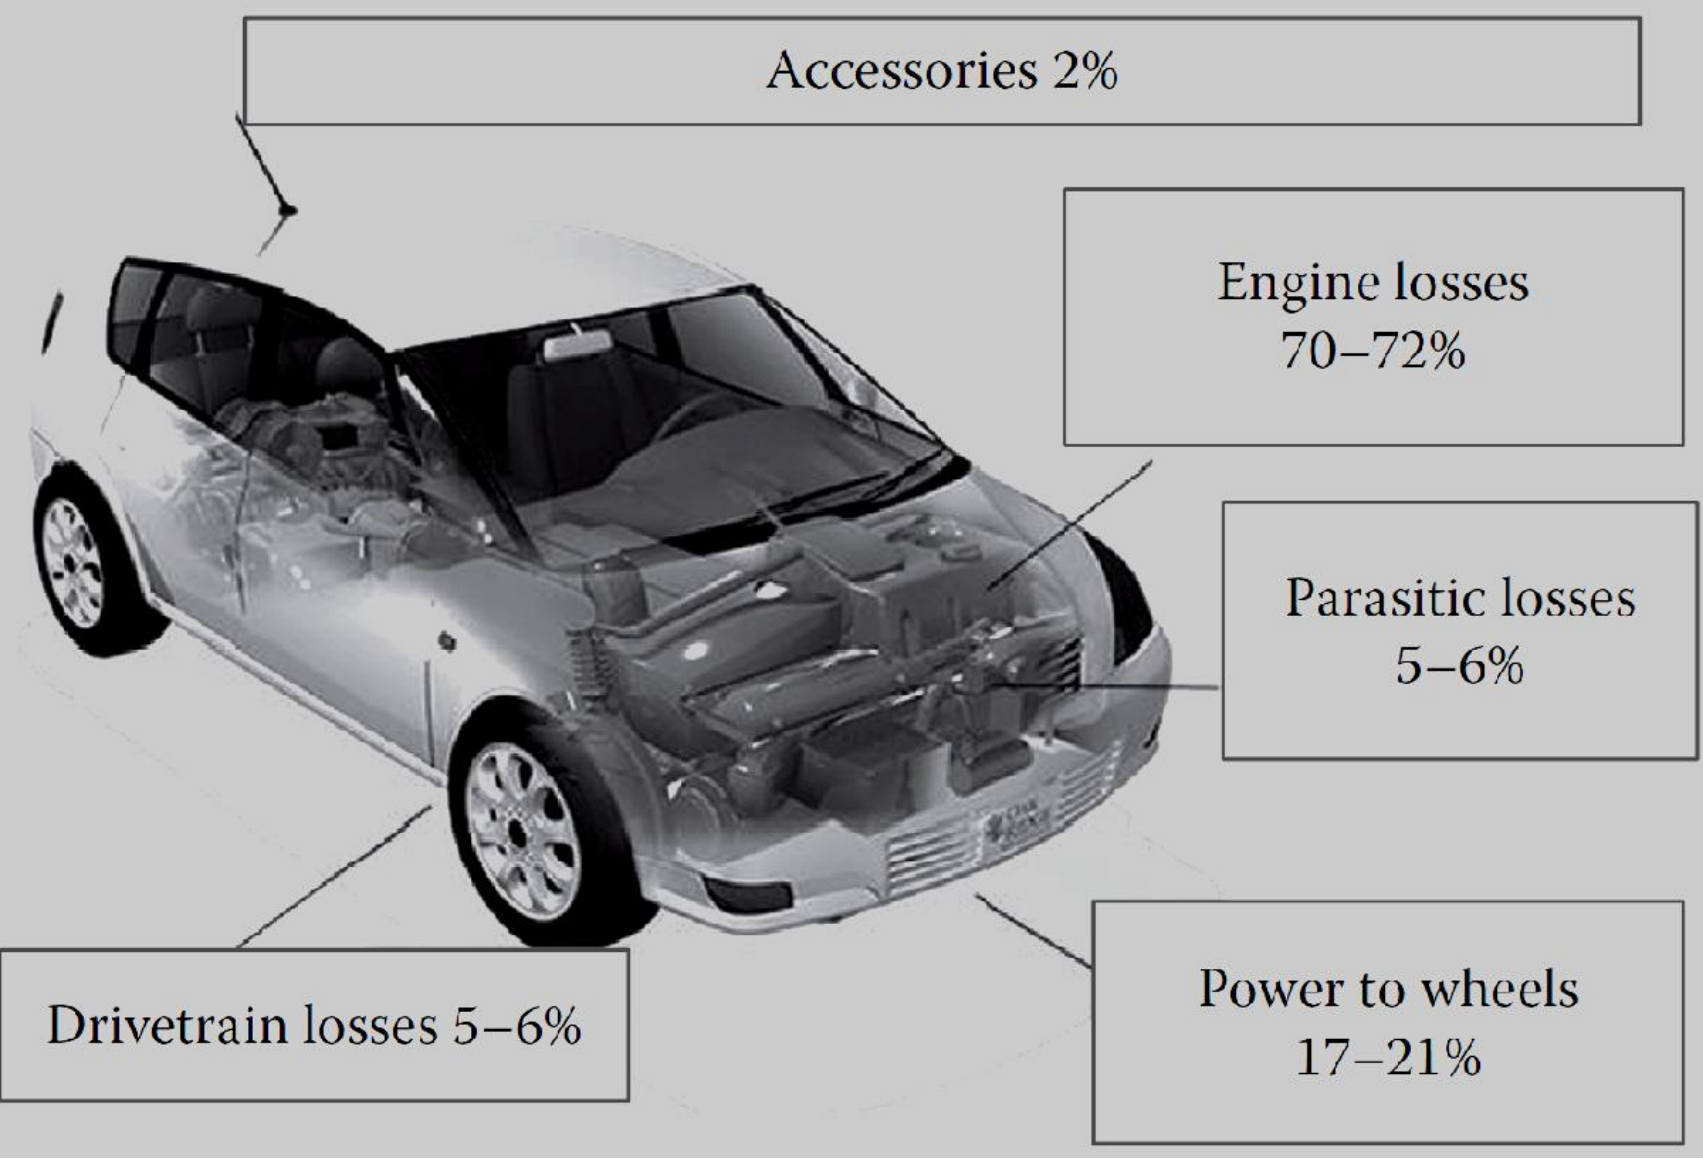 Accessories 2%
Engine losses
70–72%
Parasitic losses
5–6%
Drivetrain losses 5–6%
Power to wheels
17–21%